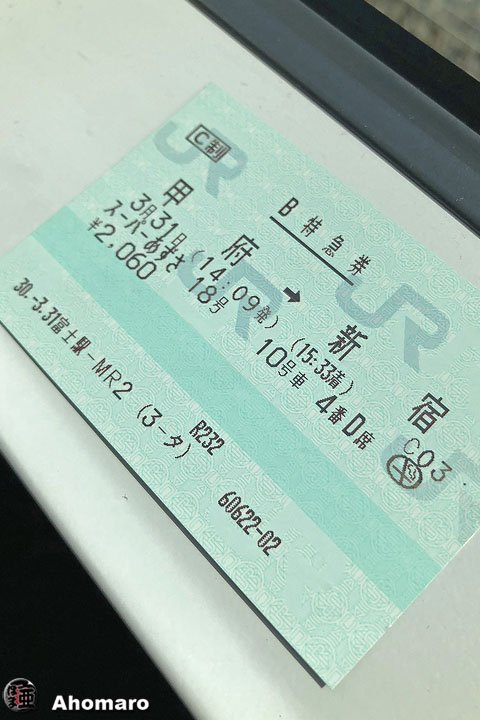 C制
B特急券
甲府 → 新宿
3月31日 (14:09発) (15:33着) C03
スーパーあずさ 18号 10号車 4番D席
¥2,060
R232
30.-3.31富士駅-MR2 (3-タ) 60622-02
JR
Ahomaro